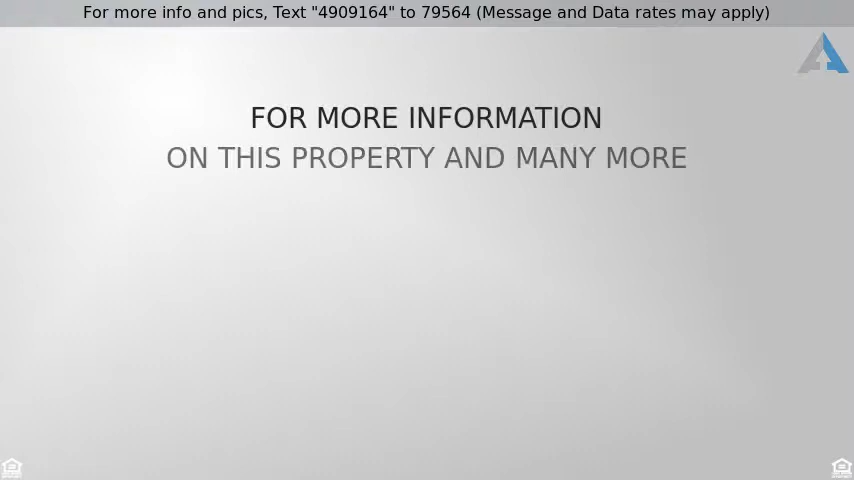 For more info and pics, Text "4909164" to 79564 (Message and Data rates may apply)
FOR MORE INFORMATION
ON THIS PROPERTY AND MANY MORE